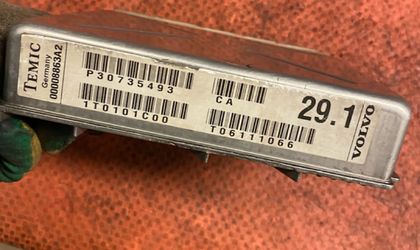 TEMIC
Germany
00008863A2
P30735493
1T0101C00
CA
T06111066
29.1
VOLVO